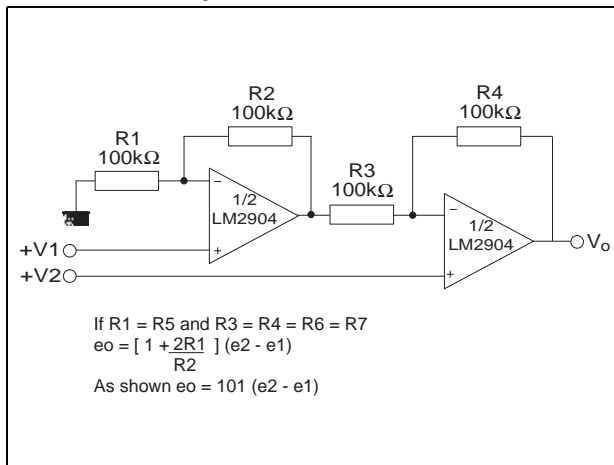 R1
100kΩ
R2
100kΩ
R3
100kΩ
R4
100kΩ
1/2
LM2904
1/2
LM2904
+V1
+V2
Vo
If R1 = R5 and R3 = R4 = R6 = R7
eo = [ 1 + 2R1 ] (e2 - e1)
R2
As shown eo = 101 (e2 - e1)